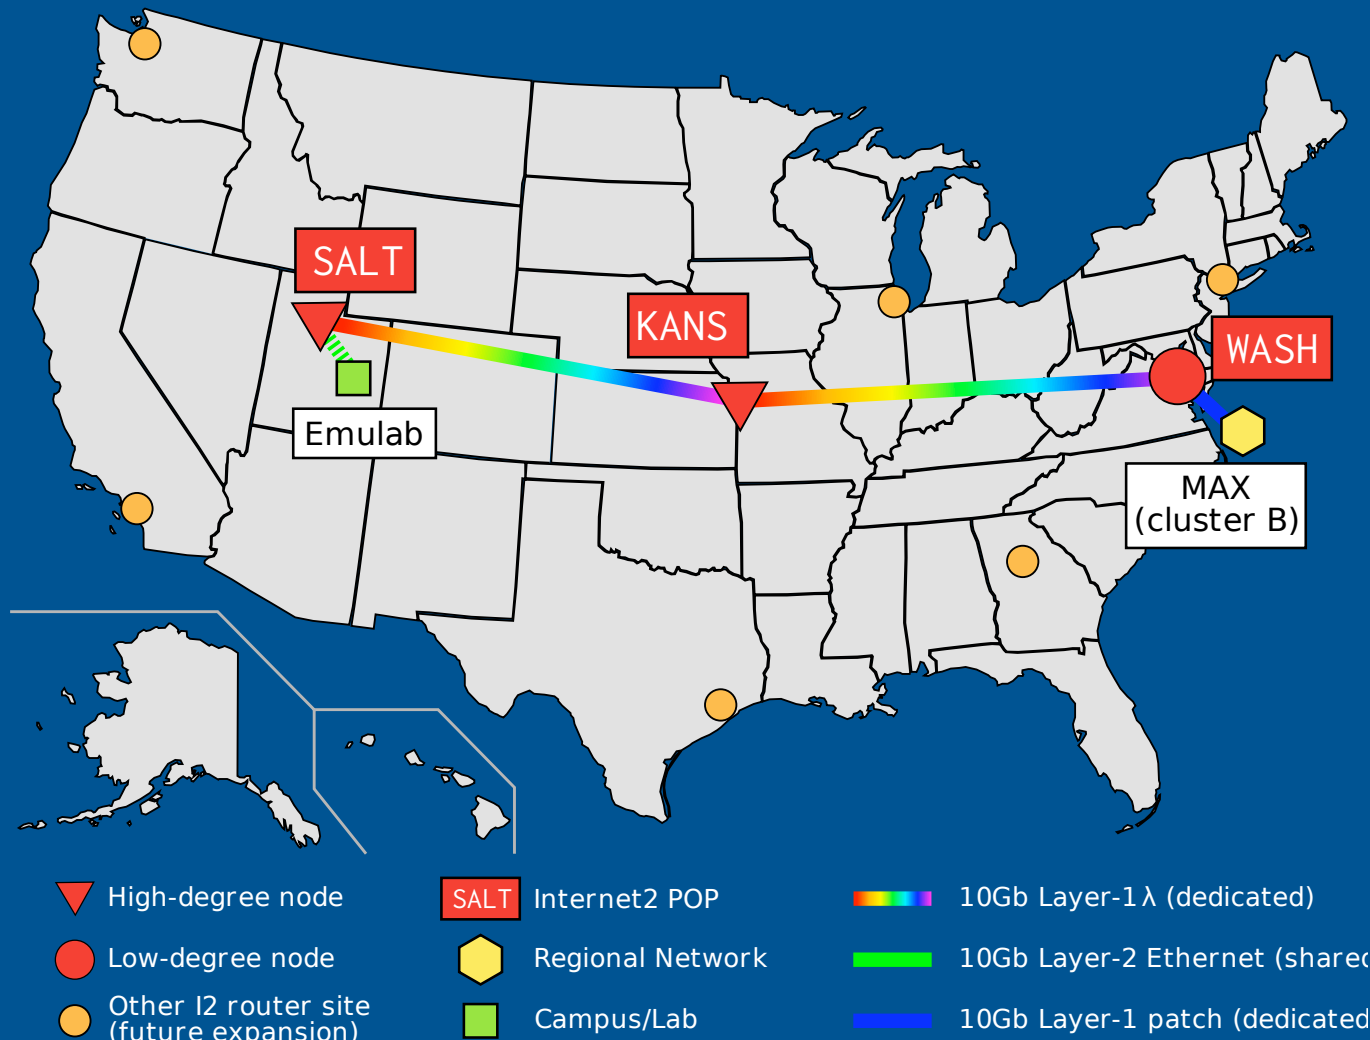 SALT
KANS
WASH
Emulab
MAX
(cluster B)
High-degree node
SALT
Internet2 POP
10Gb Layer-1 λ (dedicated)
Low-degree node
Regional Network
10Gb Layer-2 Ethernet (shared
Other I2 router site
(future expansion)
Campus/Lab
10Gb Layer-1 patch (dedicated